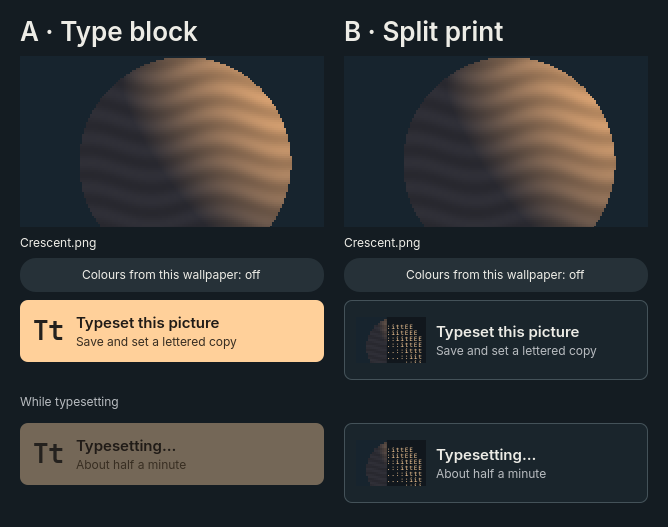 A · Type block
B · Split print
Crescent.png
Crescent.png
Colours from this wallpaper: off
Colours from this wallpaper: off
Tt
Typeset this picture
Save and set a lettered copy
Typeset this picture
Save and set a lettered copy
While typesetting
Tt
Typesetting…
About half a minute
Typesetting…
About half a minute